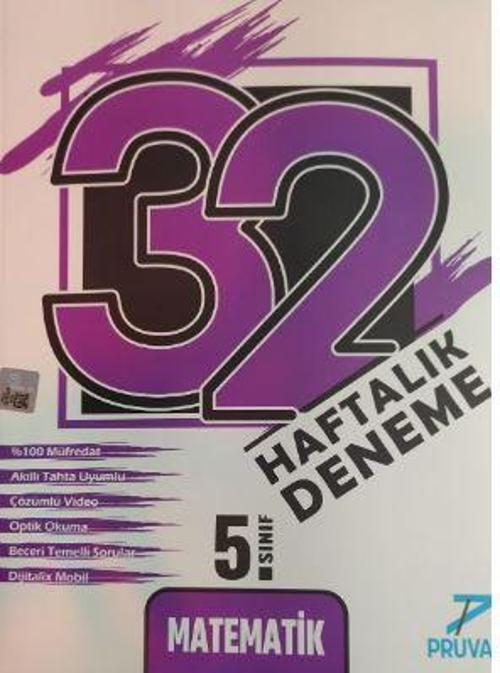 32
HAFTALIK
DENEME
%100 Müfredat
Akıllı Tahta Uyumlu
Çözümlü Video
Optik Okuma
Beceri Temelli Sorular
Dijitalix Mobil
5.SINIF
MATEMATİK
PRUVA